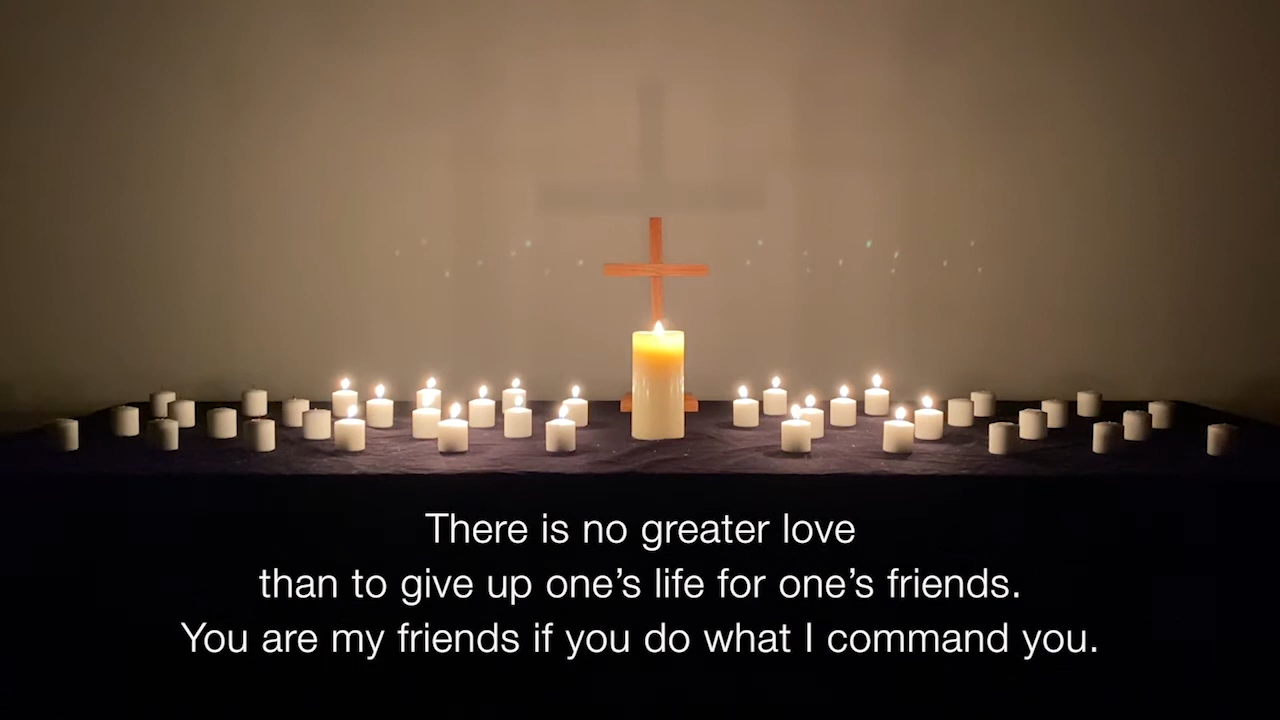 There is no greater love
than to give up one’s life for one’s friends.
You are my friends if you do what I command you.